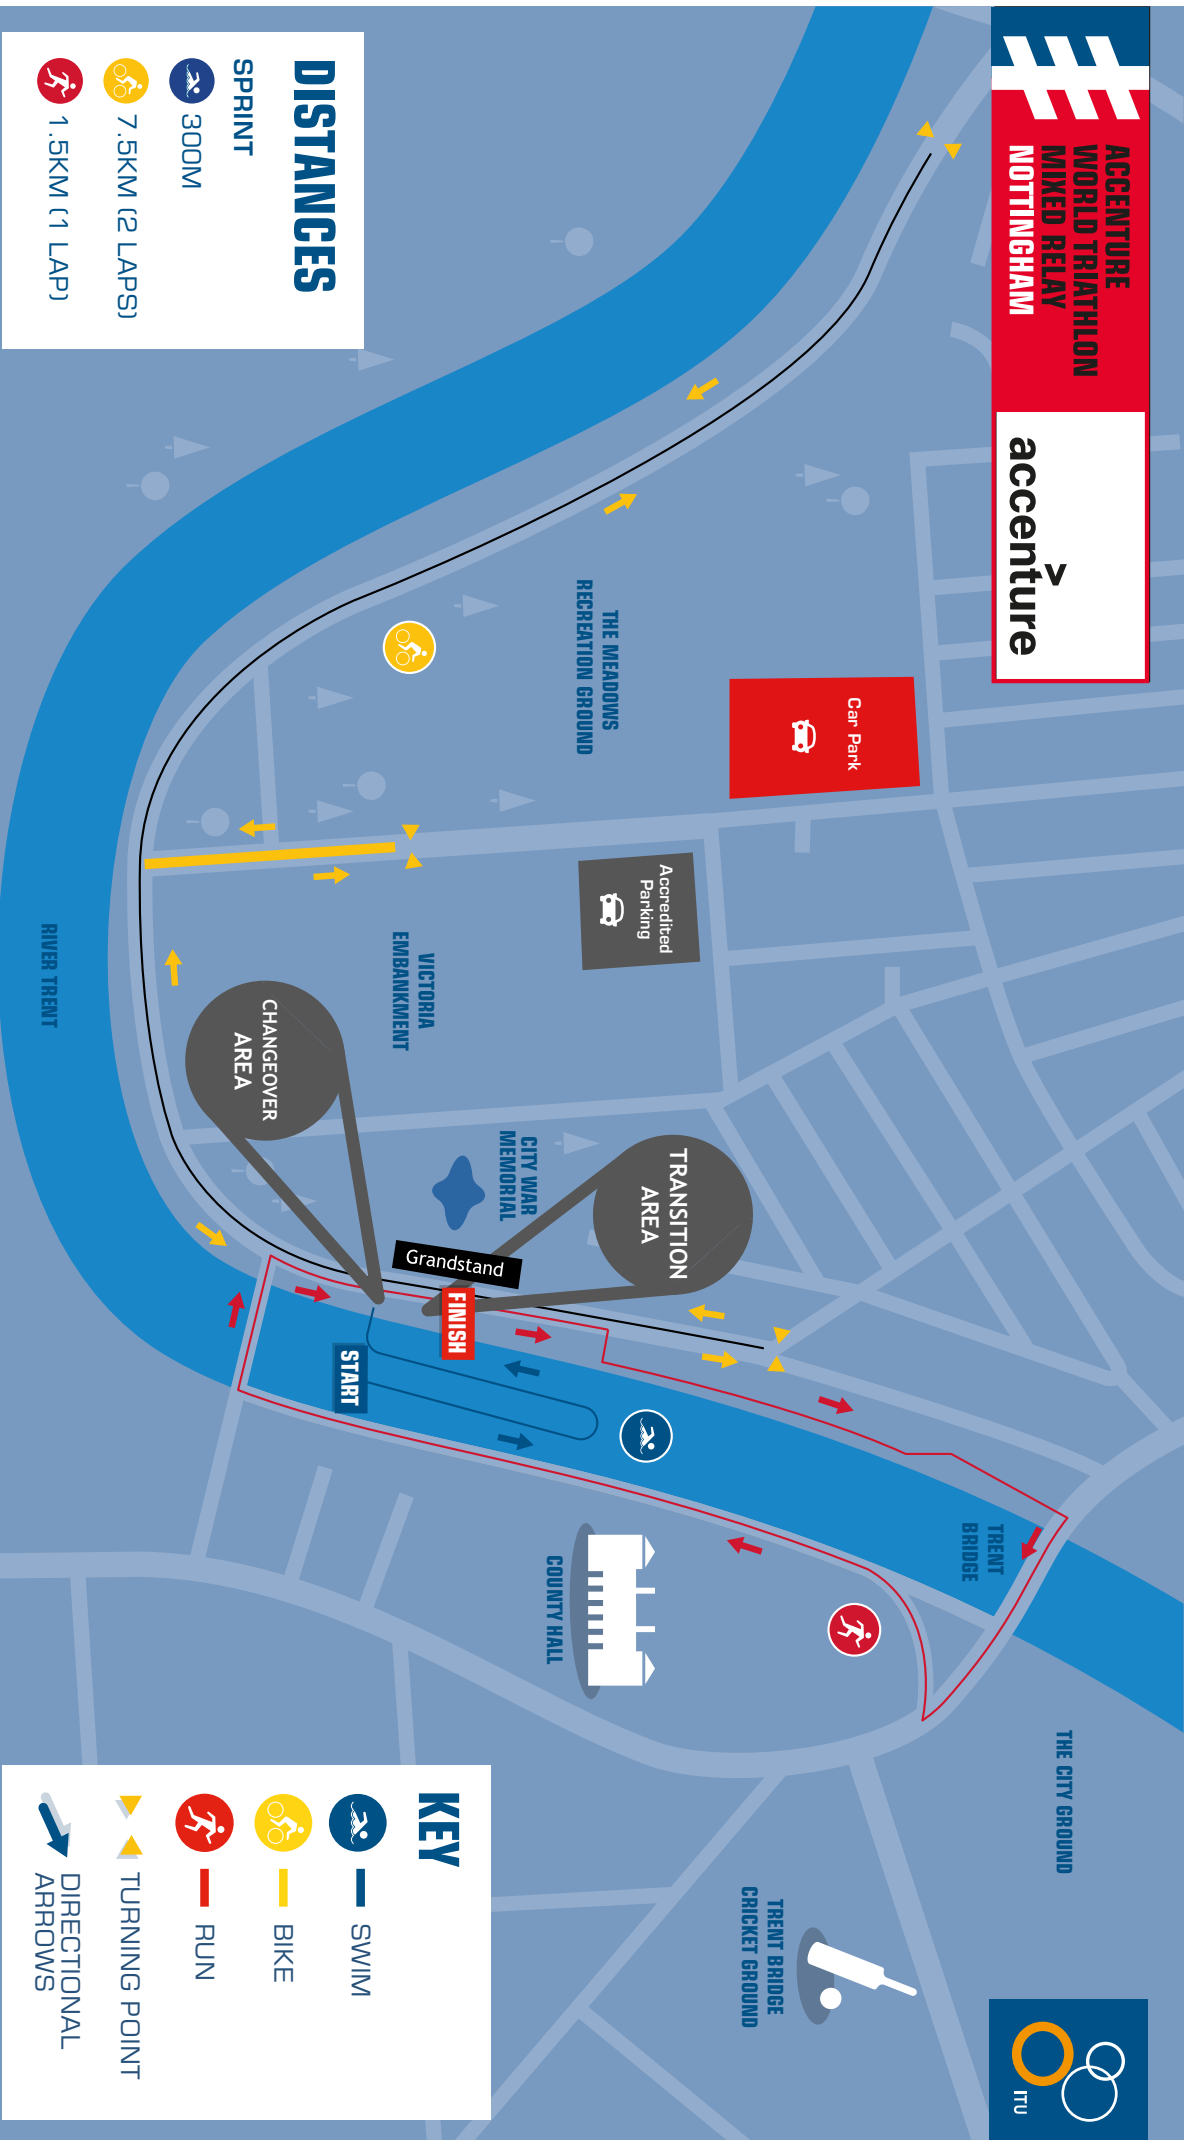 ACCENTURE
WORLD TRIATHLON
MIXED RELAY
NOTTINGHAM
accenture
DISTANCES
SPRINT
300M
7.5KM (2 LAPS)
1.5KM (1 LAP)
THE MEADOWS
RECREATION GROUND
Car Park
Accredited
Parking
VICTORIA
EMBANKMENT
RIVER TRENT
CHANGEOVER
AREA
CITY WAR
MEMORIAL
TRANSITION
AREA
Grandstand
FINISH
START
TRENT
BRIDGE
COUNTY HALL
THE CITY GROUND
TRENT BRIDGE
CRICKET GROUND
KEY
SWIM
BIKE
RUN
TURNING POINT
DIRECTIONAL
ARROWS
ITU